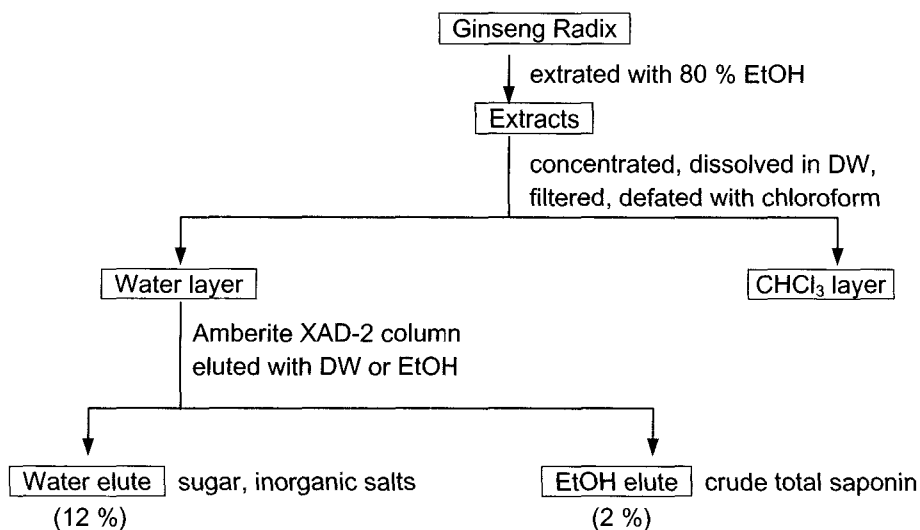 Ginseng Radix
extrated with 80 % EtOH
Extracts
concentrated, dissolved in DW,
filtered, defated with chloroform
Water layer
CHCl₃ layer
Amberite XAD-2 column
eluted with DW or EtOH
Water elute sugar, inorganic salts
EtOH elute crude total saponin
(12 %)
(2 %)